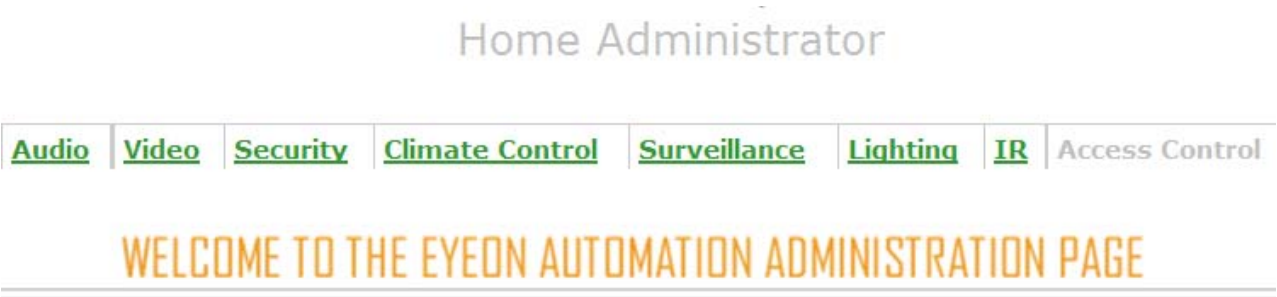 Home Administrator
Audio Video Security Climate Control Surveillance Lighting IR Access Control
WELCOME TO THE EYEON AUTOMATION ADMINISTRATION PAGE